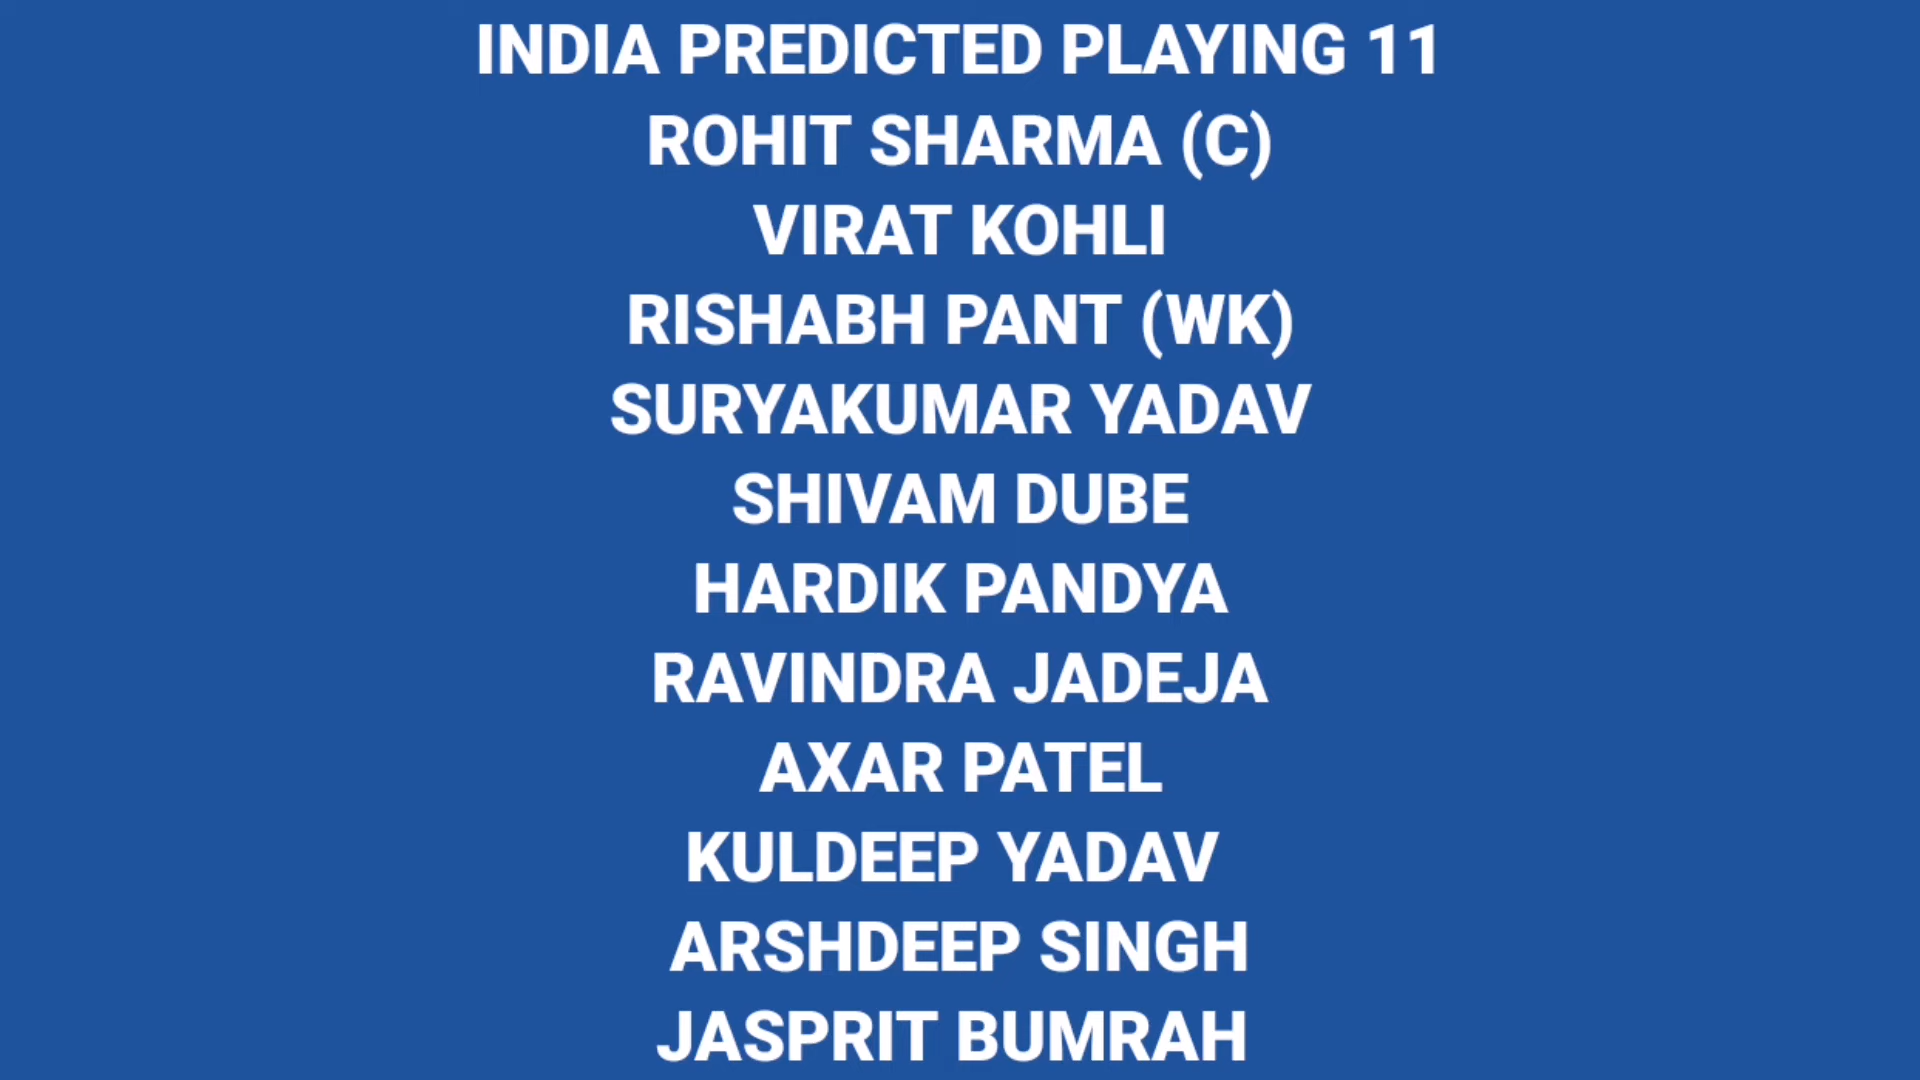 INDIA PREDICTED PLAYING 11
ROHIT SHARMA (C)
VIRAT KOHLI
RISHABH PANT (WK)
SURYAKUMAR YADAV
SHIVAM DUBE
HARDIK PANDYA
RAVINDRA JADEJA
AXAR PATEL
KULDEEP YADAV
ARSHDEEP SINGH
JASPRIT BUMRAH